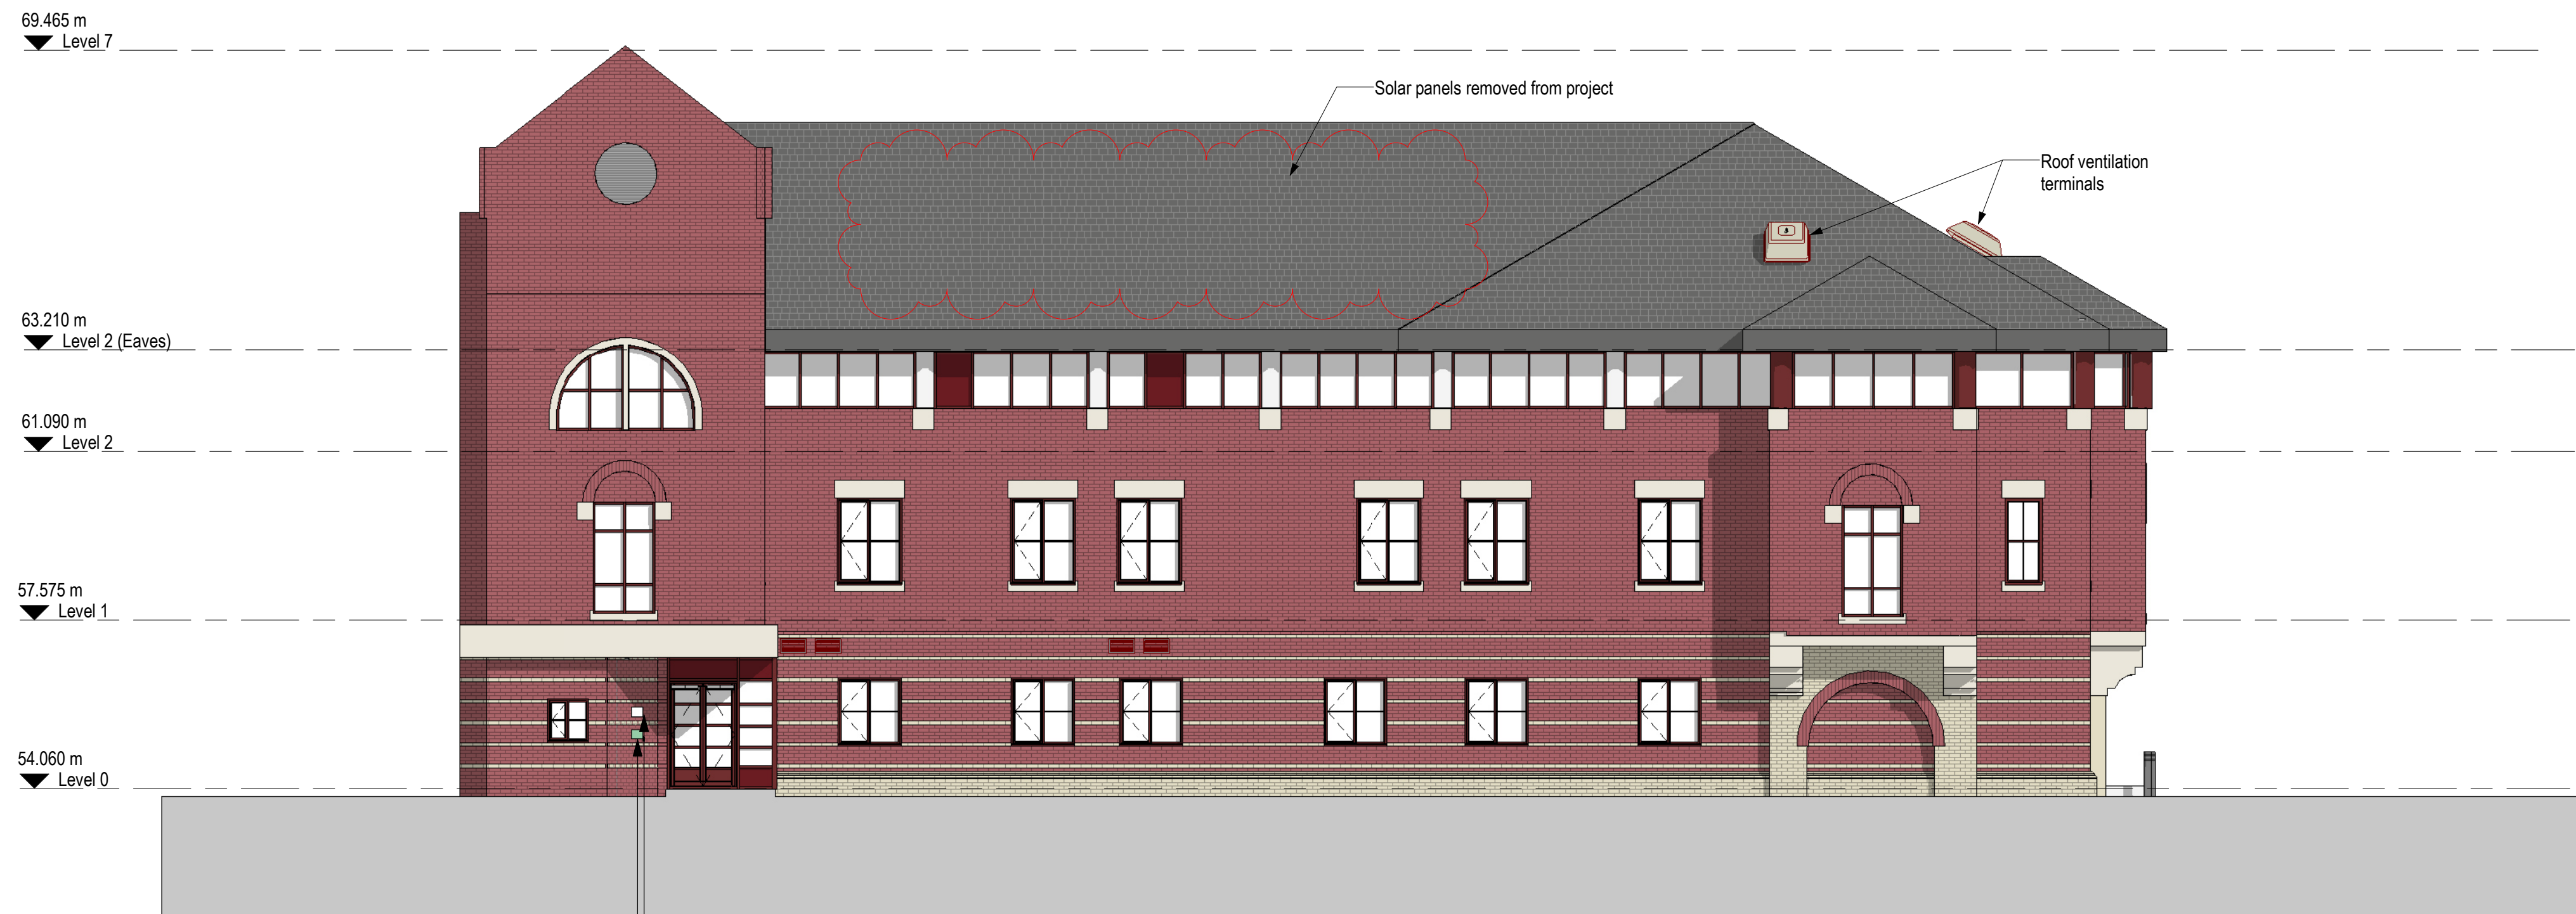 69.465 m
Level 7
Solar panels removed from project
Roof ventilation
terminals
63.210 m
Level 2 (Eaves)
61.090 m
Level 2
57.575 m
Level 1
54.060 m
Level 0